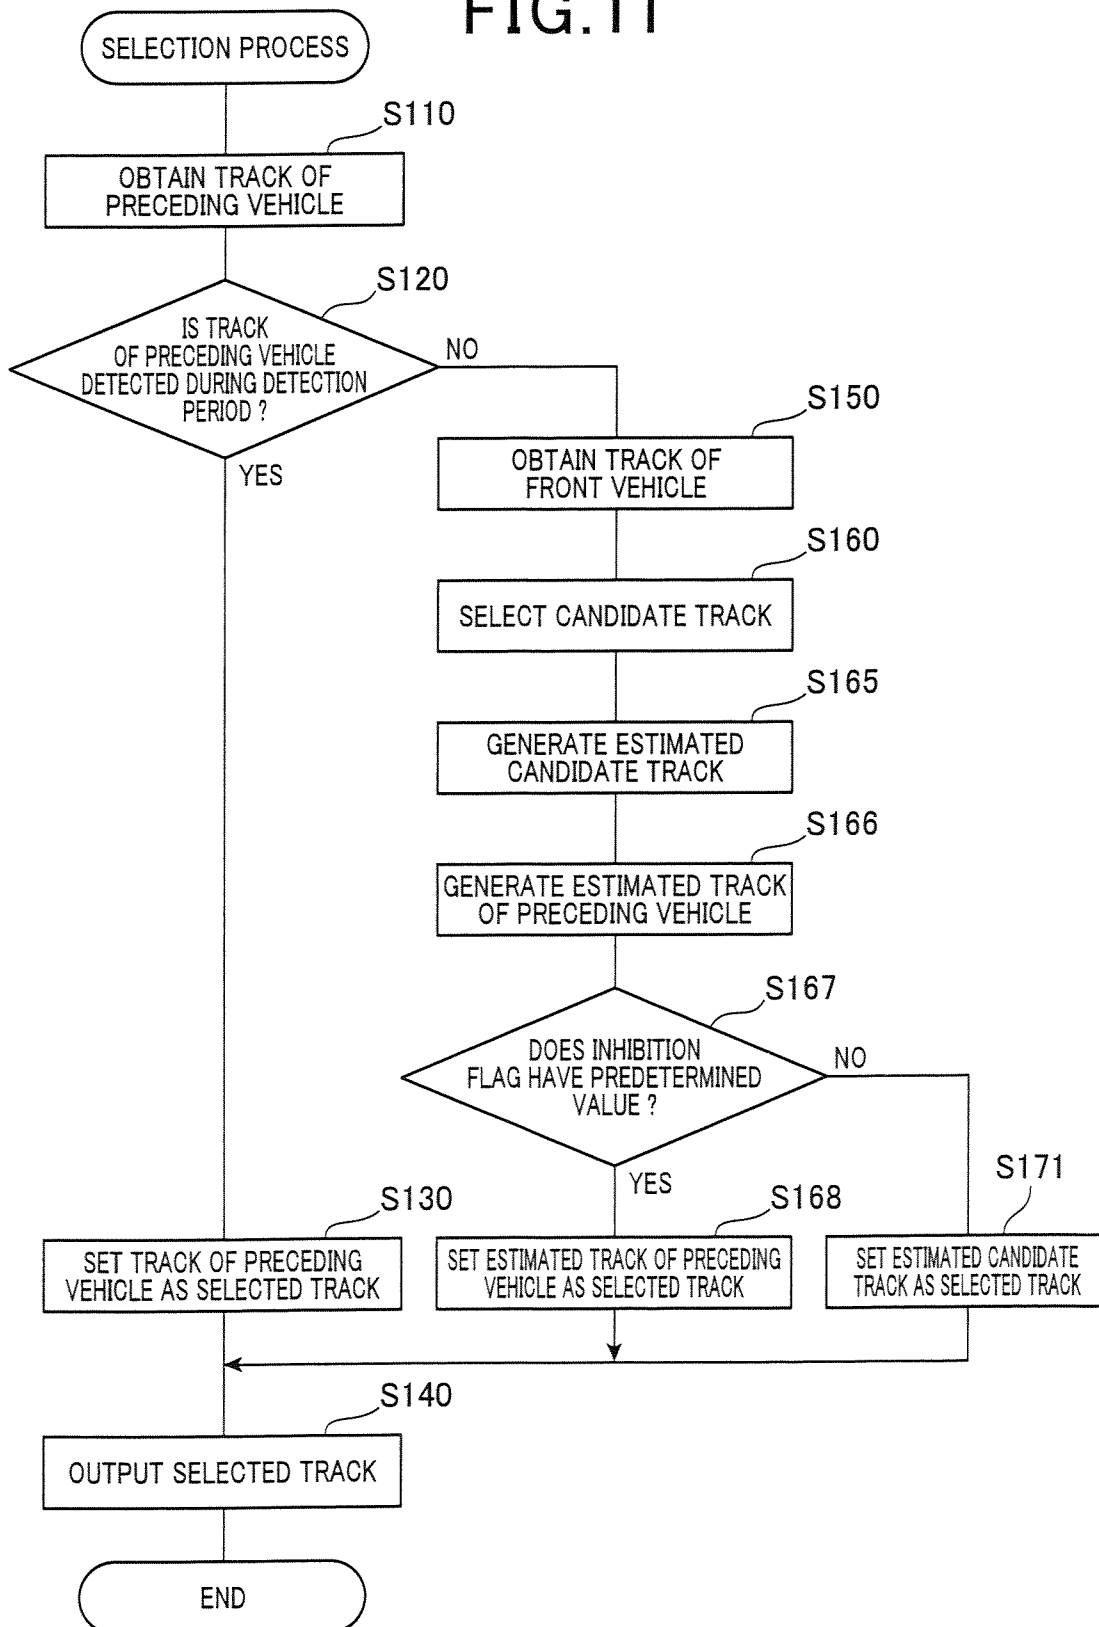 FIG.11
SELECTION PROCESS
S110
OBTAIN TRACK OF
PRECEDING VEHICLE
S120
IS TRACK
OF PRECEDING VEHICLE
DETECTED DURING DETECTION
PERIOD ?
NO
YES
S150
OBTAIN TRACK OF
FRONT VEHICLE
S160
SELECT CANDIDATE TRACK
S165
GENERATE ESTIMATED
CANDIDATE TRACK
S166
GENERATE ESTIMATED TRACK
OF PRECEDING VEHICLE
S167
DOES INHIBITION
FLAG HAVE PREDETERMINED
VALUE ?
NO
YES
S130
SET TRACK OF PRECEDING
VEHICLE AS SELECTED TRACK
S168
SET ESTIMATED TRACK OF PRECEDING
VEHICLE AS SELECTED TRACK
S171
SET ESTIMATED CANDIDATE
TRACK AS SELECTED TRACK
S140
OUTPUT SELECTED TRACK
END